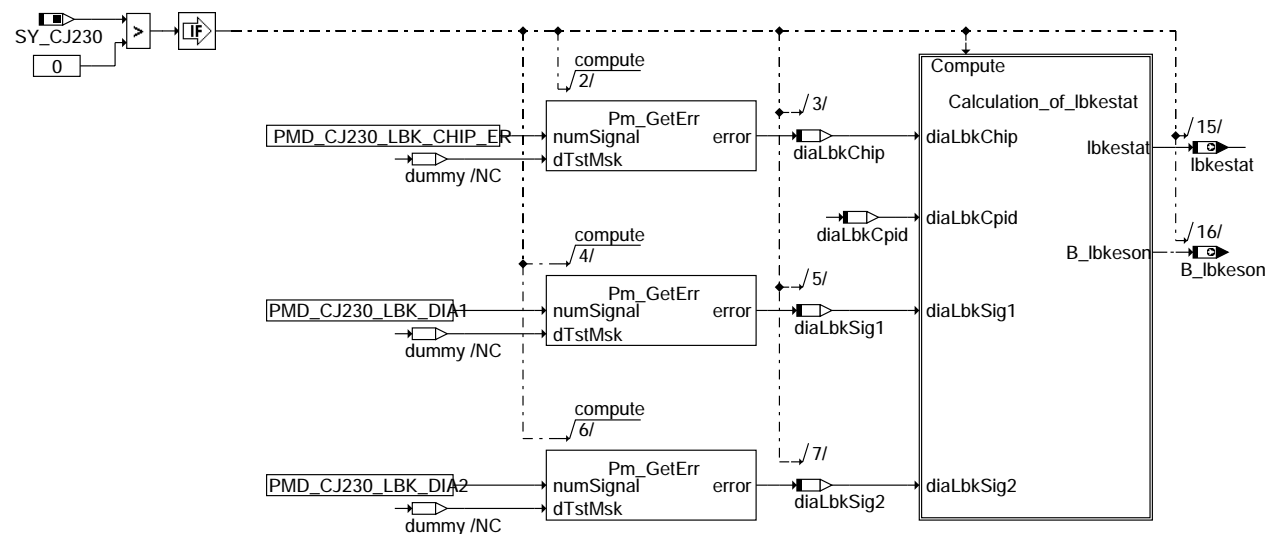 SY_CJ230
>
0
IF
compute
2/
Pm_GetErr
PMD_CJ230_LBK_CHIP_ER
numSignal
error
dTstMsk
dummy /NC
3/
diaLbkChip
Compute
Calculation_of_lbkestat
diaLbkChip
lbkestat
15/
lbkestat
diaLbkCpid
diaLbkCpid
B_lbkeson
16/
B_lbkeson
compute
4/
Pm_GetErr
PMD_CJ230_LBK_DIA1
numSignal
error
dTstMsk
dummy /NC
5/
diaLbkSig1
diaLbkSig1
compute
6/
Pm_GetErr
PMD_CJ230_LBK_DIA2
numSignal
error
dTstMsk
dummy /NC
7/
diaLbkSig2
diaLbkSig2